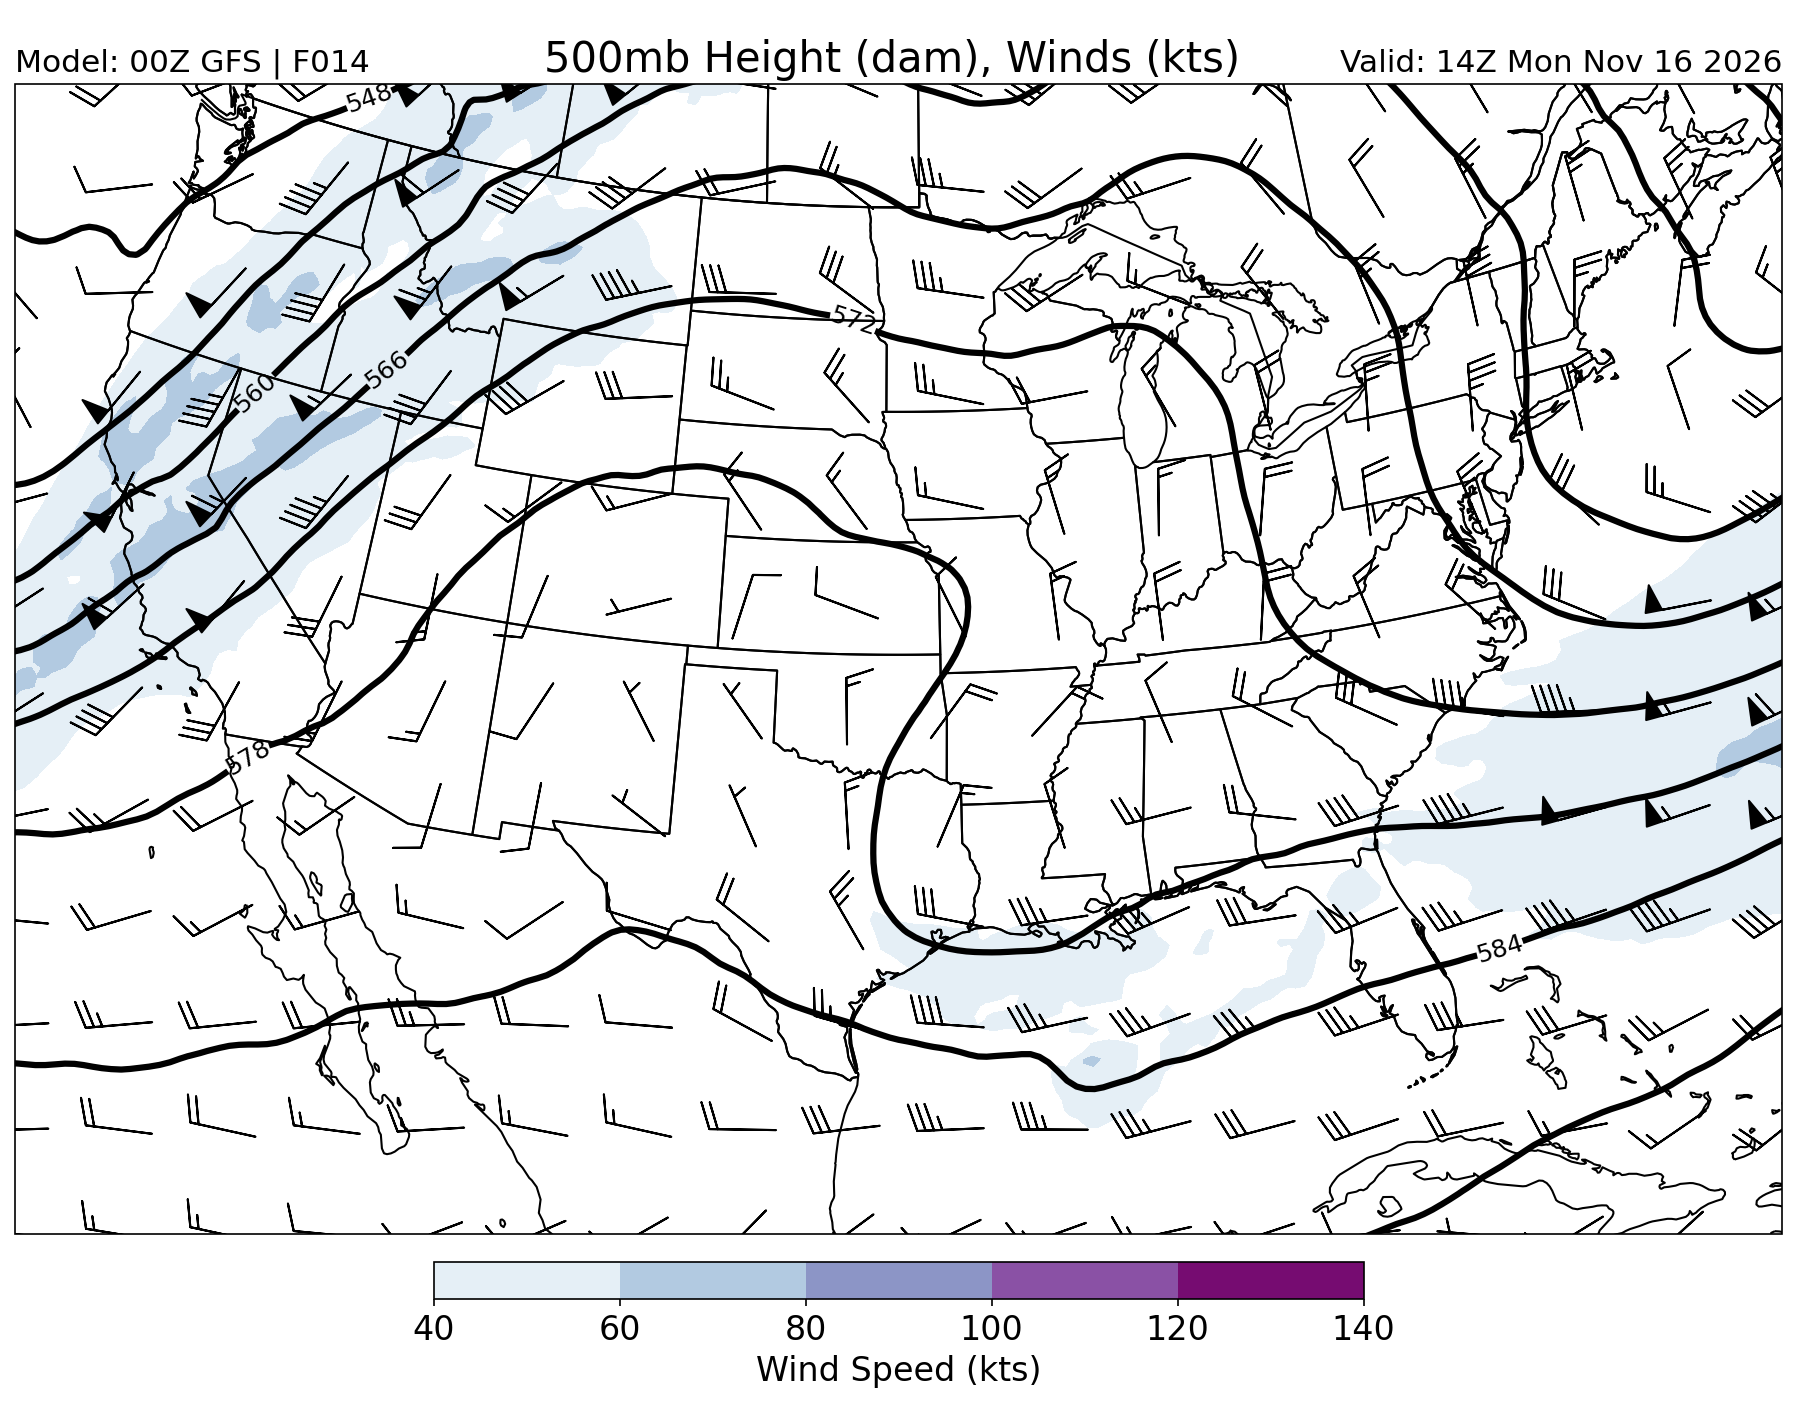 Model: 00Z GFS | F014
500mb Height (dam), Winds (kts)
Valid: 14Z Mon Nov 16 2026
548
572
566
560
578
584
40 60 80 100 120 140
Wind Speed (kts)